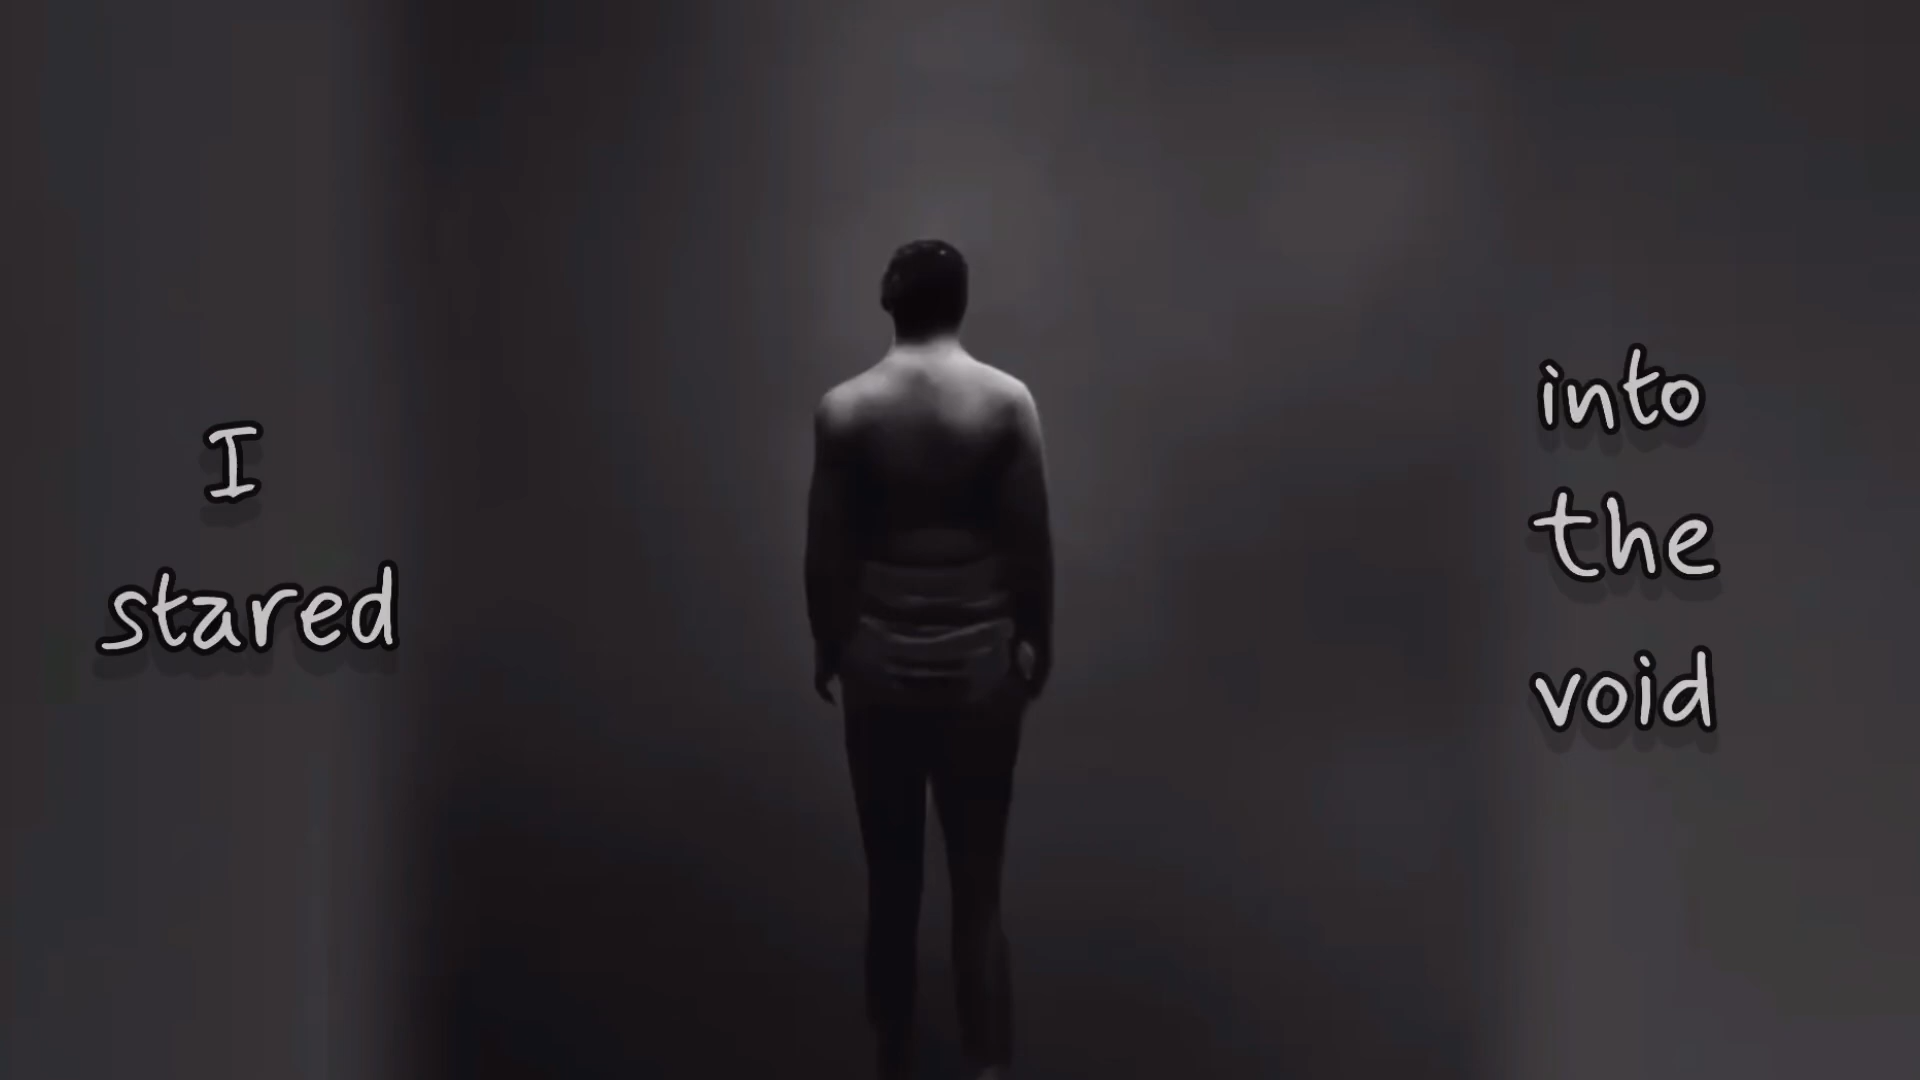 I
stared
into
the
void